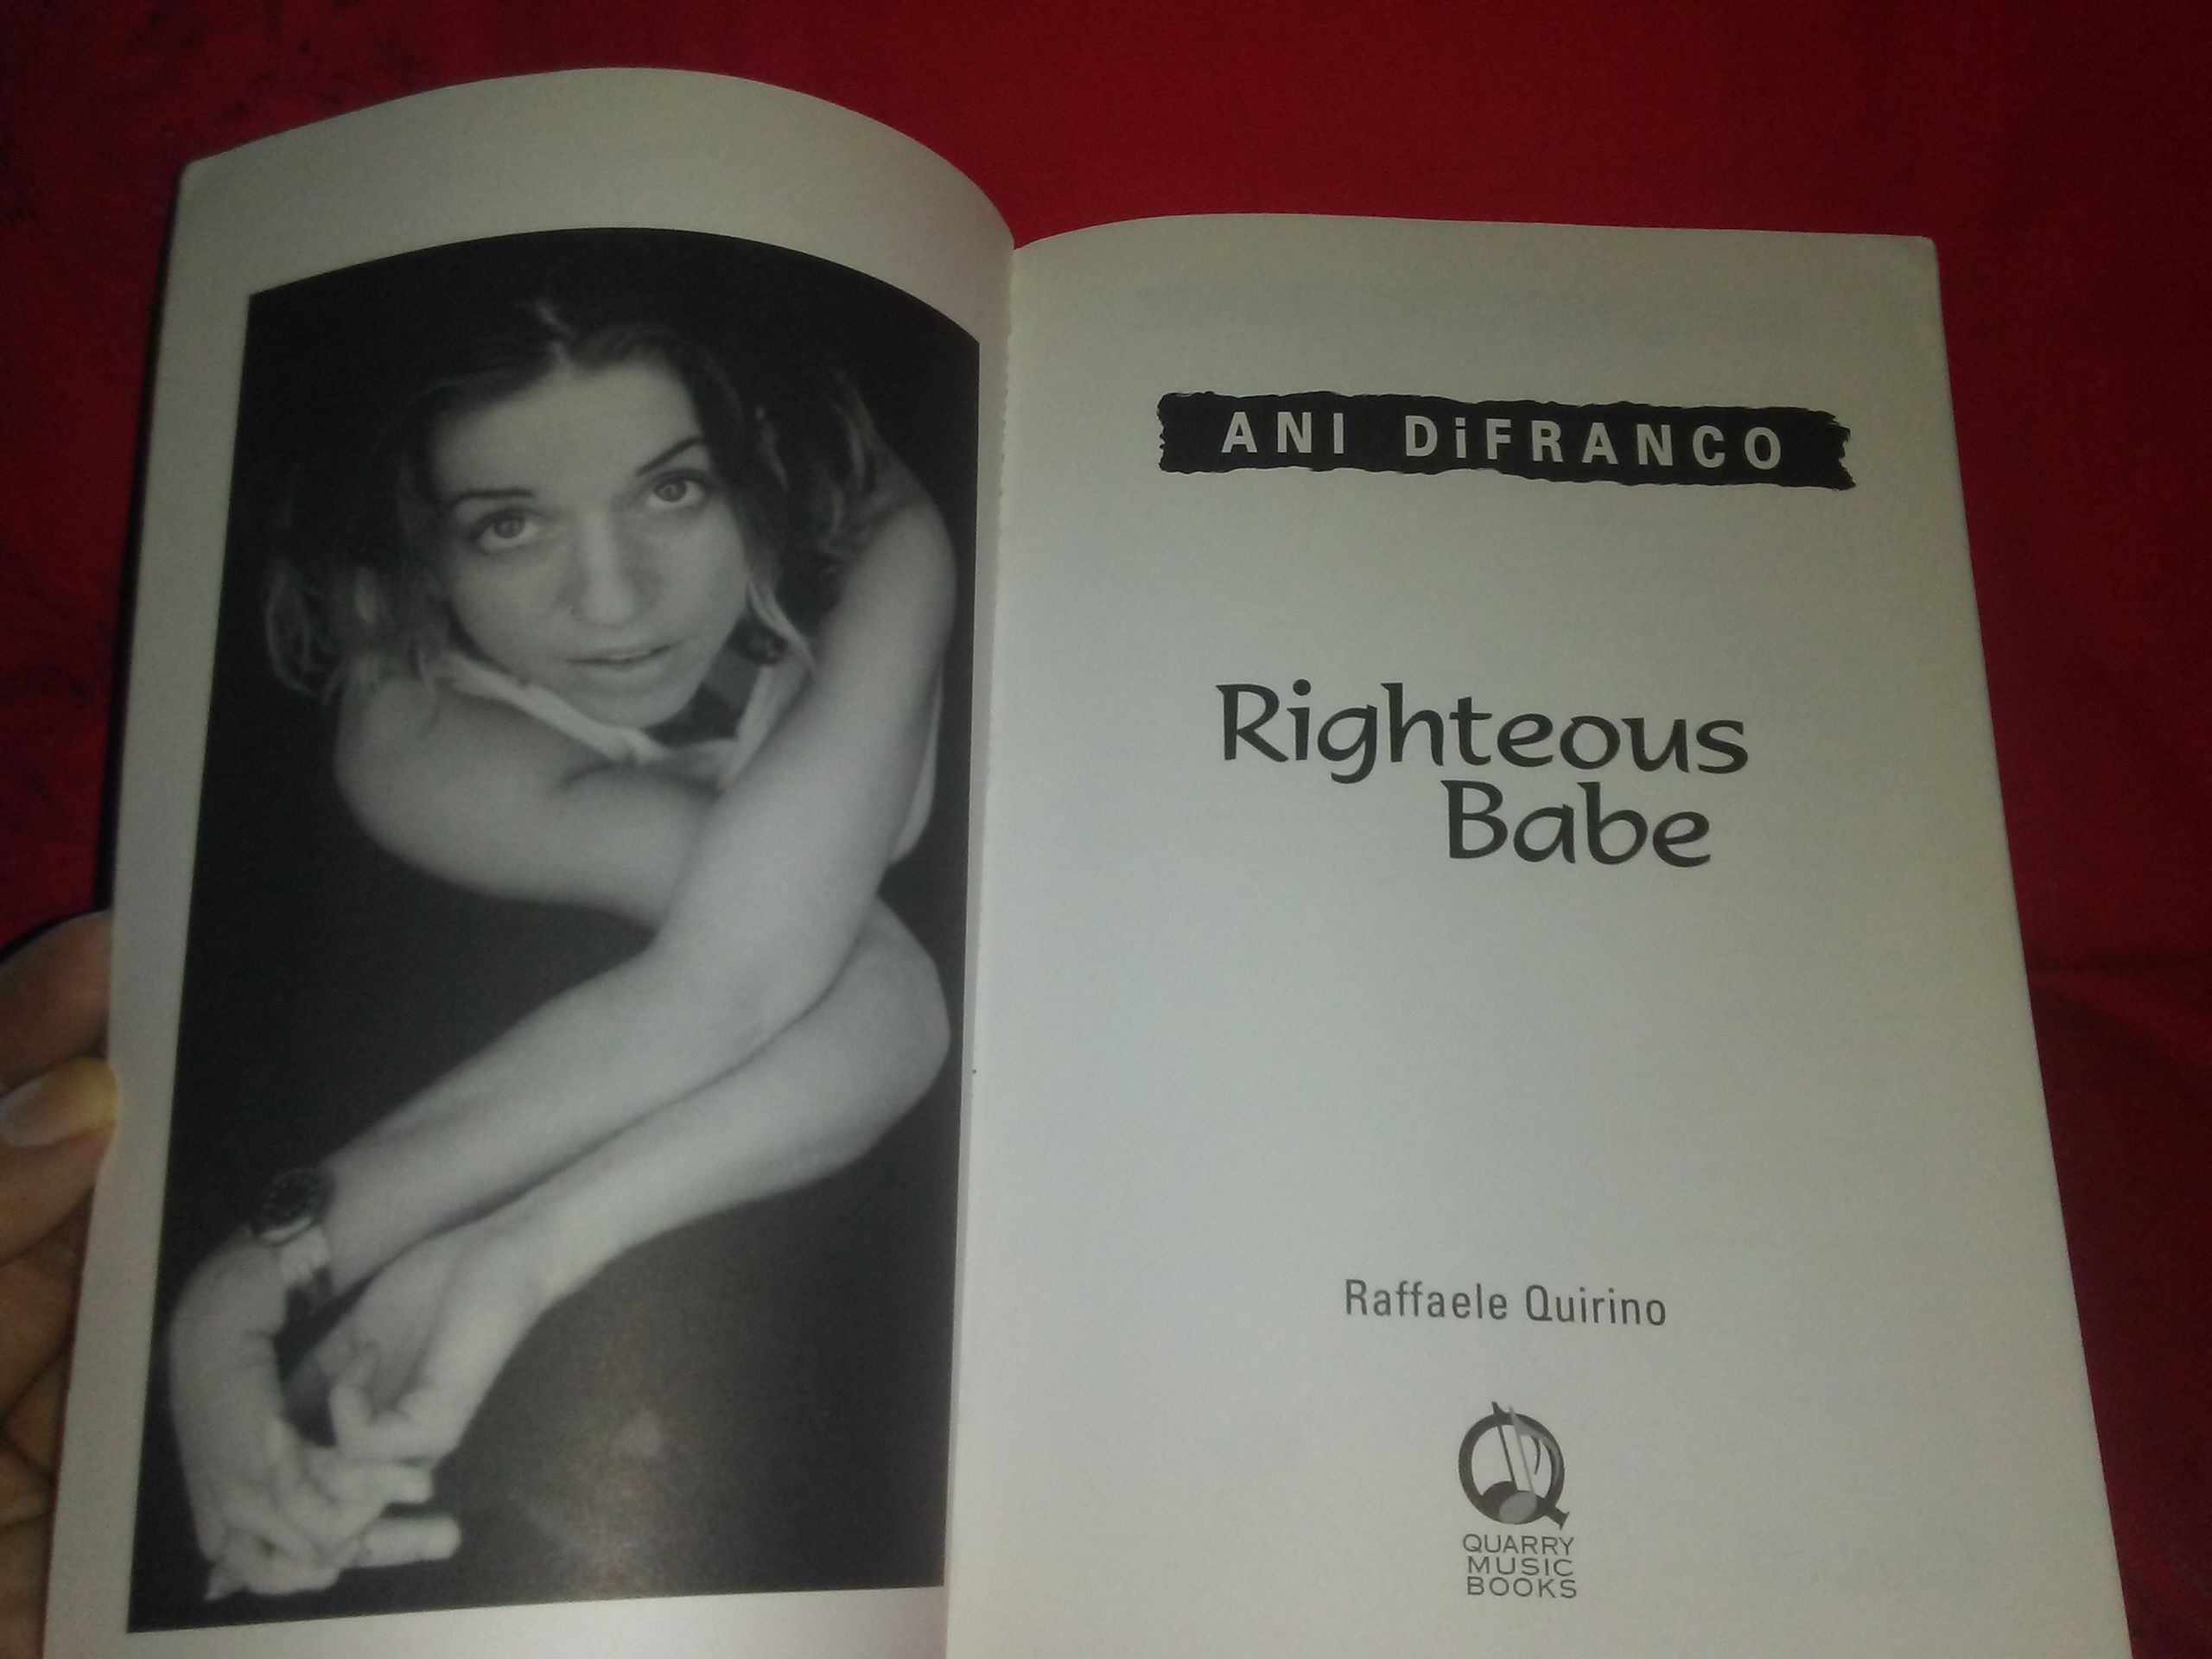 ANI DiFRANCO
Righteous
Babe
Raffaele Quirino
QUARRY
MUSIC
BOOKS